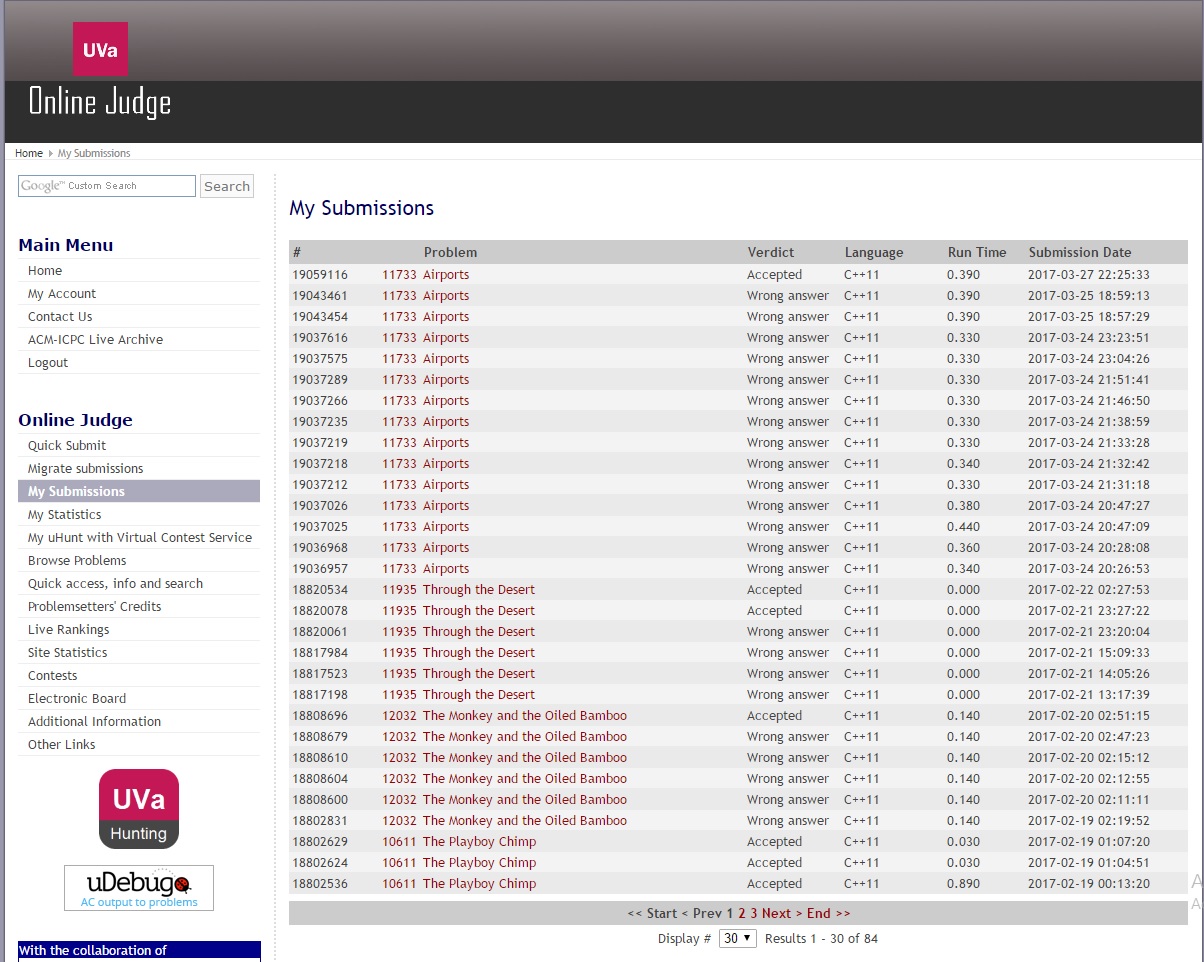 UVa
Online Judge
Home My Submissions
Google™ Custom Search Search
Main Menu
Home
My Account
Contact Us
ACM-ICPC Live Archive
Logout
Online Judge
Quick Submit
Migrate submissions
My Submissions
My Statistics
My uHunt with Virtual Contest Service
Browse Problems
Quick access, info and search
Problemsetters' Credits
Live Rankings
Site Statistics
Contests
Electronic Board
Additional Information
Other Links
UVa
Hunting
uDebug
AC output to problems
With the collaboration of
My Submissions
# Problem Verdict Language Run Time Submission Date
19059116 11733 Airports Accepted C++11 0.390 2017-03-27 22:25:33
19043461 11733 Airports Wrong answer C++11 0.390 2017-03-25 18:59:13
19043454 11733 Airports Wrong answer C++11 0.390 2017-03-25 18:57:29
19037616 11733 Airports Wrong answer C++11 0.330 2017-03-24 23:23:51
19037575 11733 Airports Wrong answer C++11 0.330 2017-03-24 23:04:26
19037289 11733 Airports Wrong answer C++11 0.330 2017-03-24 21:51:41
19037266 11733 Airports Wrong answer C++11 0.330 2017-03-24 21:46:50
19037235 11733 Airports Wrong answer C++11 0.330 2017-03-24 21:38:59
19037219 11733 Airports Wrong answer C++11 0.330 2017-03-24 21:33:28
19037218 11733 Airports Wrong answer C++11 0.340 2017-03-24 21:32:42
19037212 11733 Airports Wrong answer C++11 0.330 2017-03-24 21:31:18
19037026 11733 Airports Wrong answer C++11 0.380 2017-03-24 20:47:27
19037025 11733 Airports Wrong answer C++11 0.440 2017-03-24 20:47:09
19036968 11733 Airports Wrong answer C++11 0.360 2017-03-24 20:28:08
19036957 11733 Airports Wrong answer C++11 0.340 2017-03-24 20:26:53
18820534 11935 Through the Desert Accepted C++11 0.000 2017-02-22 02:27:53
18820078 11935 Through the Desert Accepted C++11 0.000 2017-02-21 23:27:22
18820061 11935 Through the Desert Wrong answer C++11 0.000 2017-02-21 23:20:04
18817984 11935 Through the Desert Wrong answer C++11 0.000 2017-02-21 15:09:33
18817523 11935 Through the Desert Wrong answer C++11 0.000 2017-02-21 14:05:26
18817198 11935 Through the Desert Wrong answer C++11 0.000 2017-02-21 13:17:39
18808696 12032 The Monkey and the Oiled Bamboo Accepted C++11 0.140 2017-02-20 02:51:15
18808679 12032 The Monkey and the Oiled Bamboo Wrong answer C++11 0.140 2017-02-20 02:47:23
18808610 12032 The Monkey and the Oiled Bamboo Wrong answer C++11 0.140 2017-02-20 02:15:12
18808604 12032 The Monkey and the Oiled Bamboo Wrong answer C++11 0.140 2017-02-20 02:12:55
18808600 12032 The Monkey and the Oiled Bamboo Wrong answer C++11 0.140 2017-02-20 02:11:11
18802831 12032 The Monkey and the Oiled Bamboo Wrong answer C++11 0.140 2017-02-19 02:19:52
18802629 10611 The Playboy Chimp Accepted C++11 0.030 2017-02-19 01:07:20
18802624 10611 The Playboy Chimp Accepted C++11 0.030 2017-02-19 01:04:51
18802536 10611 The Playboy Chimp Accepted C++11 0.890 2017-02-19 00:13:20
<< Start < Prev 1 2 3 Next > End >>
Display # 30 Results 1 - 30 of 84